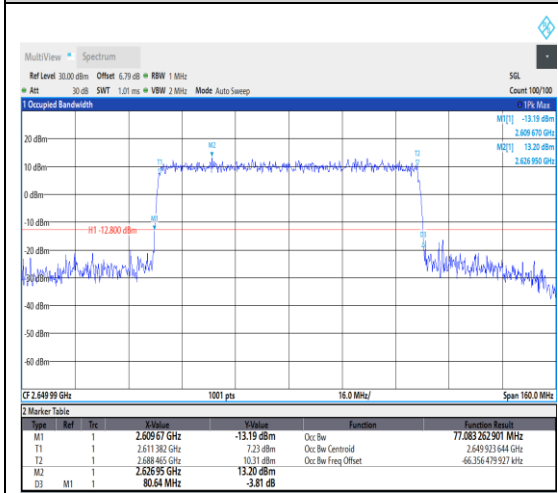 MultiView Spectrum
Ref Level 30.00 dBm Offset 6.79 dB RBW 1 MHz SGL
Att 30 dB SWT 1.01 ms VBW 2 MHz Mode Auto Sweep Count 100/100
1 Occupied Bandwidth 1Pk Max
M1[1] -13.19 dBm
2.609 670 GHz
M2[1] 13.20 dBm
2.626 950 GHz
M2
20 dBm
T1 T2
10 dBm
0 dBm
-10 dBm
M1
H1 -12.800 dBm
D3
-20 dBm
-30 dBm
-40 dBm
-50 dBm
-60 dBm
CF 2.649 99 GHz 1001 pts 16.0 MHz/ Span 160.0 MHz
2 Marker Table
Type Ref Trc X-Value Y-Value Function Function Result
M1 1 2.609 67 GHz -13.19 dBm Occ Bw 77.083 262 901 MHz
T1 1 2.611 382 GHz 7.23 dBm Occ Bw Centroid 2.649 923 644 GHz
T2 1 2.688 465 GHz 10.31 dBm Occ Bw Freq Offset -66.356 479 927 kHz
M2 1 2.626 95 GHz 13.20 dBm
D3 M1 1 80.64 MHz -3.81 dB